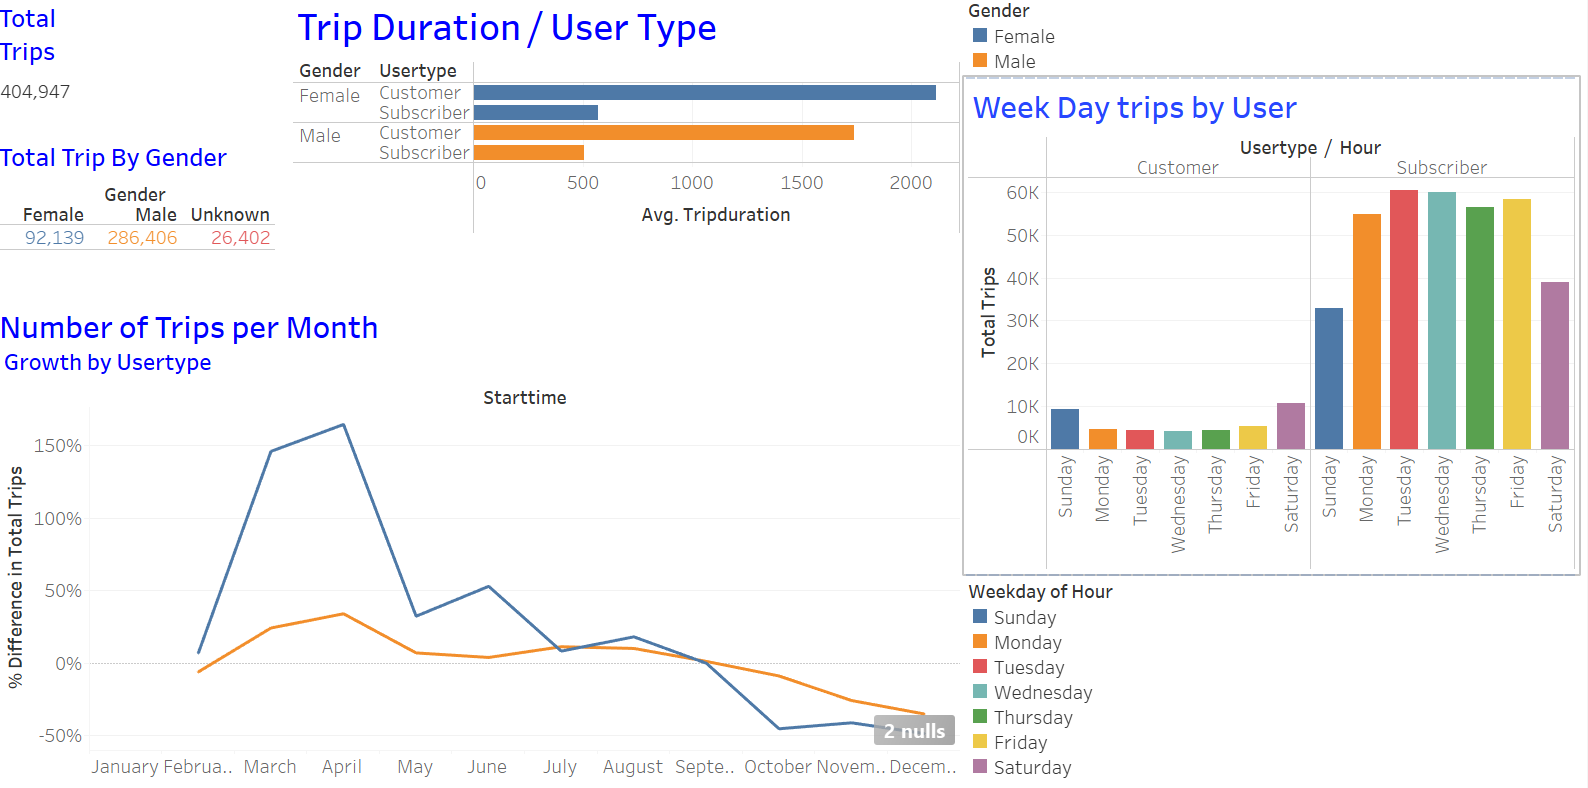 Total
Trips
404,947
Total Trip By Gender
Gender
Female Male Unknown
92,139 286,406 26,402
Trip Duration / User Type
Gender Usertype
Female Customer
Subscriber
Male Customer
Subscriber
0 500 1000 1500 2000
Avg. Tripduration
Gender
Female
Male
Week Day trips by User
Usertype / Hour
Customer Subscriber
Total Trips
60K
50K
40K
30K
20K
10K
0K
Sunday Monday Tuesday Wednesday Thursday Friday Saturday Sunday Monday Tuesday Wednesday Thursday Friday Saturday
Number of Trips per Month
Growth by Usertype
Starttime
% Difference in Total Trips
150%
100%
50%
0%
-50%
2 nulls
January Februa.. March April May June July August Septe.. October Novem.. Decem..
Weekday of Hour
Sunday
Monday
Tuesday
Wednesday
Thursday
Friday
Saturday